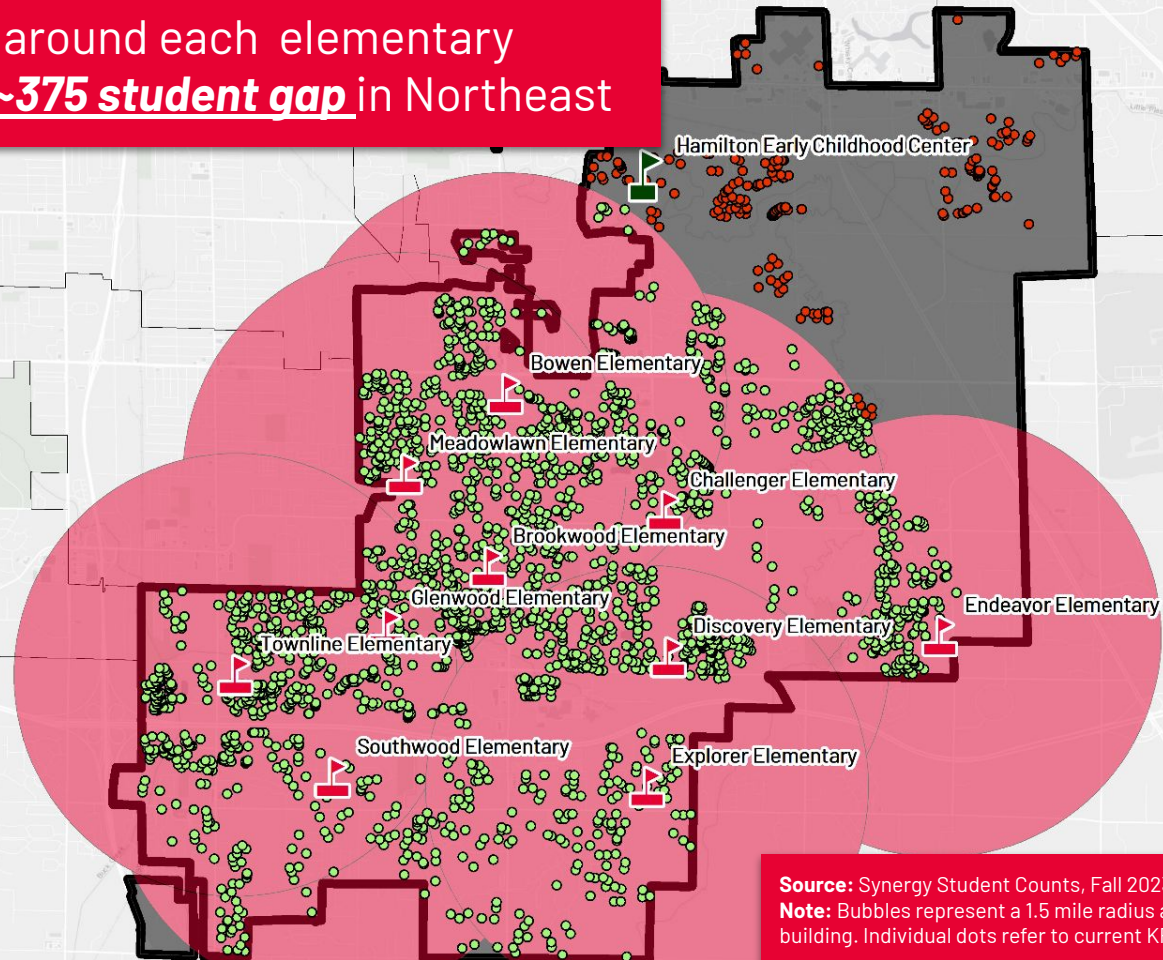 around each elementary
~375 student gap in Northeast
Hamilton Early Childhood Center
Bowen Elementary
Meadowlawn Elementary
Challenger Elementary
Brookwood Elementary
Glenwood Elementary
Endeavor Elementary
Discovery Elementary
Townline Elementary
Southwood Elementary
Explorer Elementary
Source: Synergy Student Counts, Fall 202
Note: Bubbles represent a 1.5 mile radius a
building. Individual dots refer to current K